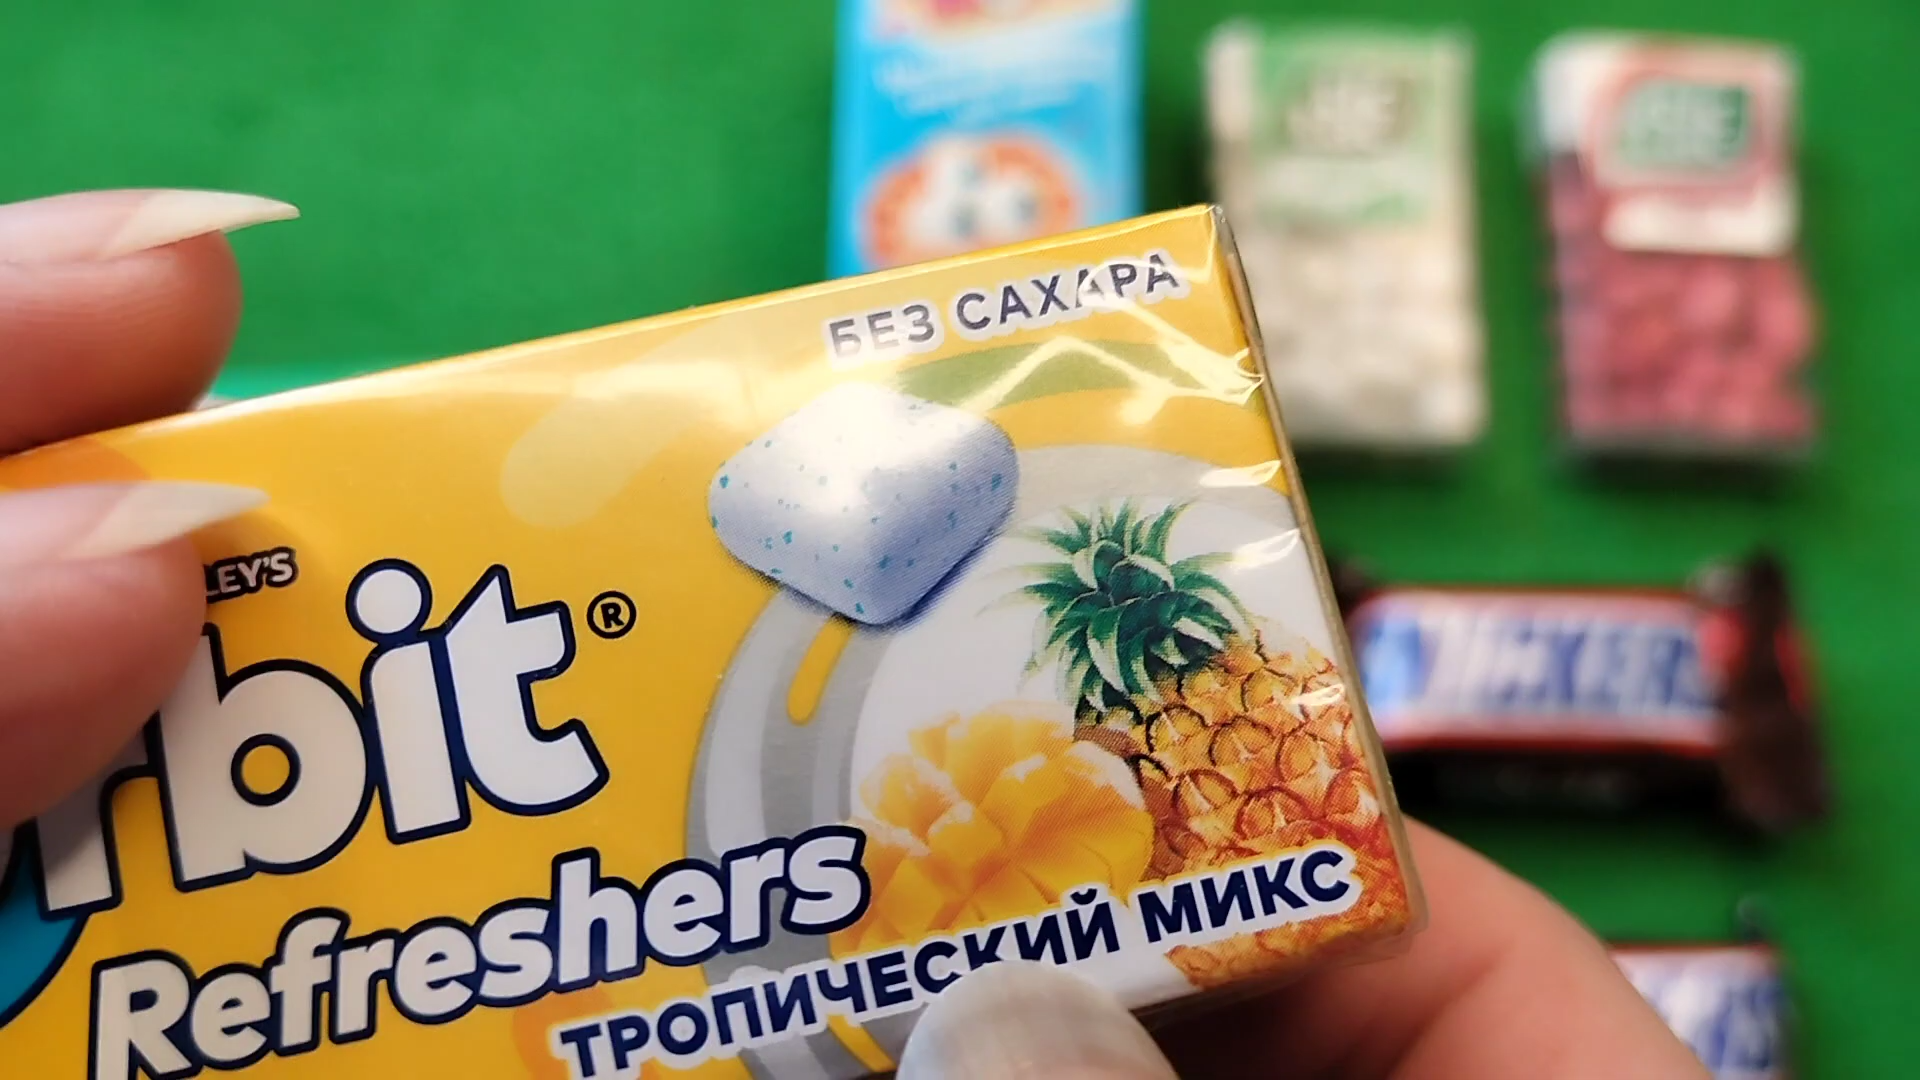 БЕЗ САХАРА
LEY'S
rbit®
Refreshers
ТРОПИЧЕСКИЙ МИКС